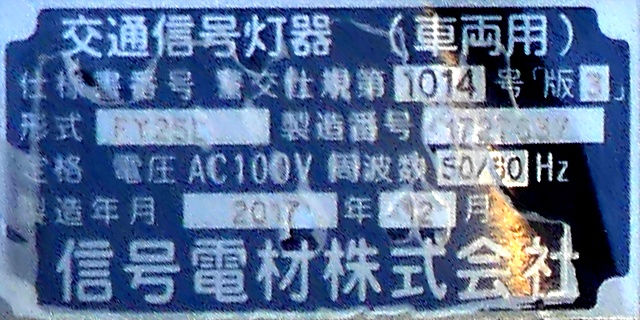 交通信号灯器 (車両用)
仕様書番号 警交仕規第 1014 号「版 3」
形式 製造番号
定格 電圧 AC100V 周波数 50/60 Hz
製造年月 2017 年 12 月
信号電材株式会社